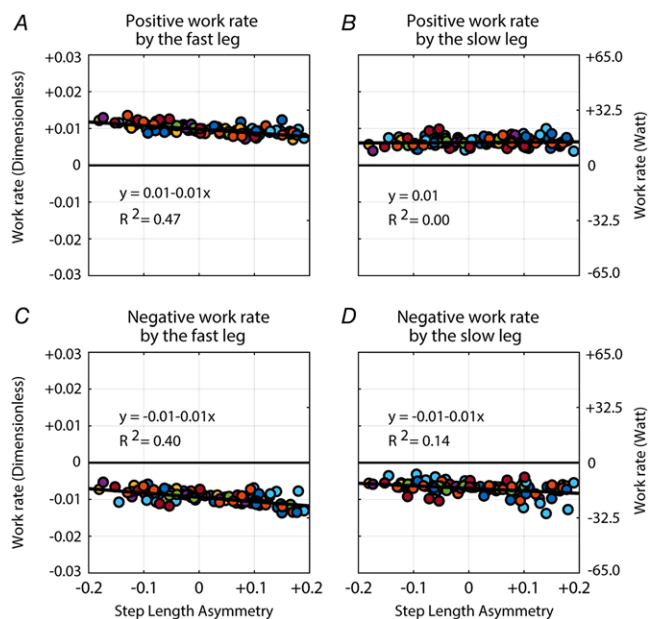 A
Positive work rate
by the fast leg
B
Positive work rate
by the slow leg
+0.03
+0.02
+0.01
0
-0.01
-0.02
-0.03
Work rate (Dimensionless)
y = 0.01-0.01x
R 2 = 0.47
y = 0.01
R 2 = 0.00
+65.0
+32.5
0
-32.5
-65.0
Work rate (Watt)
C
Negative work rate
by the fast leg
D
Negative work rate
by the slow leg
+0.03
+0.02
+0.01
0
-0.01
-0.02
-0.03
Work rate (Dimensionless)
y = -0.01-0.01x
R 2 = 0.40
y = -0.01-0.01x
R 2 = 0.14
+65.0
+32.5
0
-32.5
-65.0
Work rate (Watt)
-0.2 -0.1 0 +0.1 +0.2
Step Length Asymmetry
-0.2 -0.1 0 +0.1 +0.2
Step Length Asymmetry